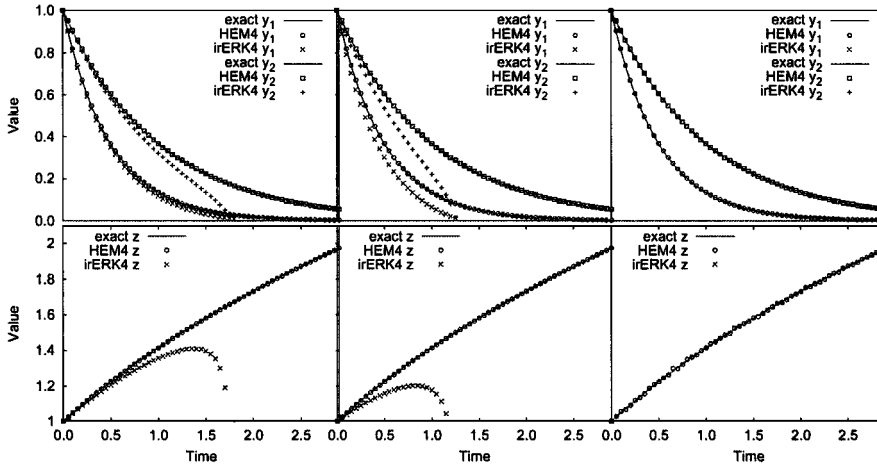 1.0
0.8
0.6
0.4
0.2
0.0
Value
exact y1
HEM4 y1
irERK4 y1
exact y2
HEM4 y2
irERK4 y2
exact y1
HEM4 y1
irERK4 y1
exact y2
HEM4 y2
irERK4 y2
exact y1
HEM4 y1
irERK4 y1
exact y2
HEM4 y2
irERK4 y2
2
1.8
1.6
1.4
1.2
1
Value
exact z
HEM4 z
irERK4 z
exact z
HEM4 z
irERK4 z
exact z
HEM4 z
irERK4 z
0.0 0.5 1.0 1.5 2.0 2.5
0.0 0.5 1.0 1.5 2.0 2.5
0.0 0.5 1.0 1.5 2.0 2.5
Time
Time
Time